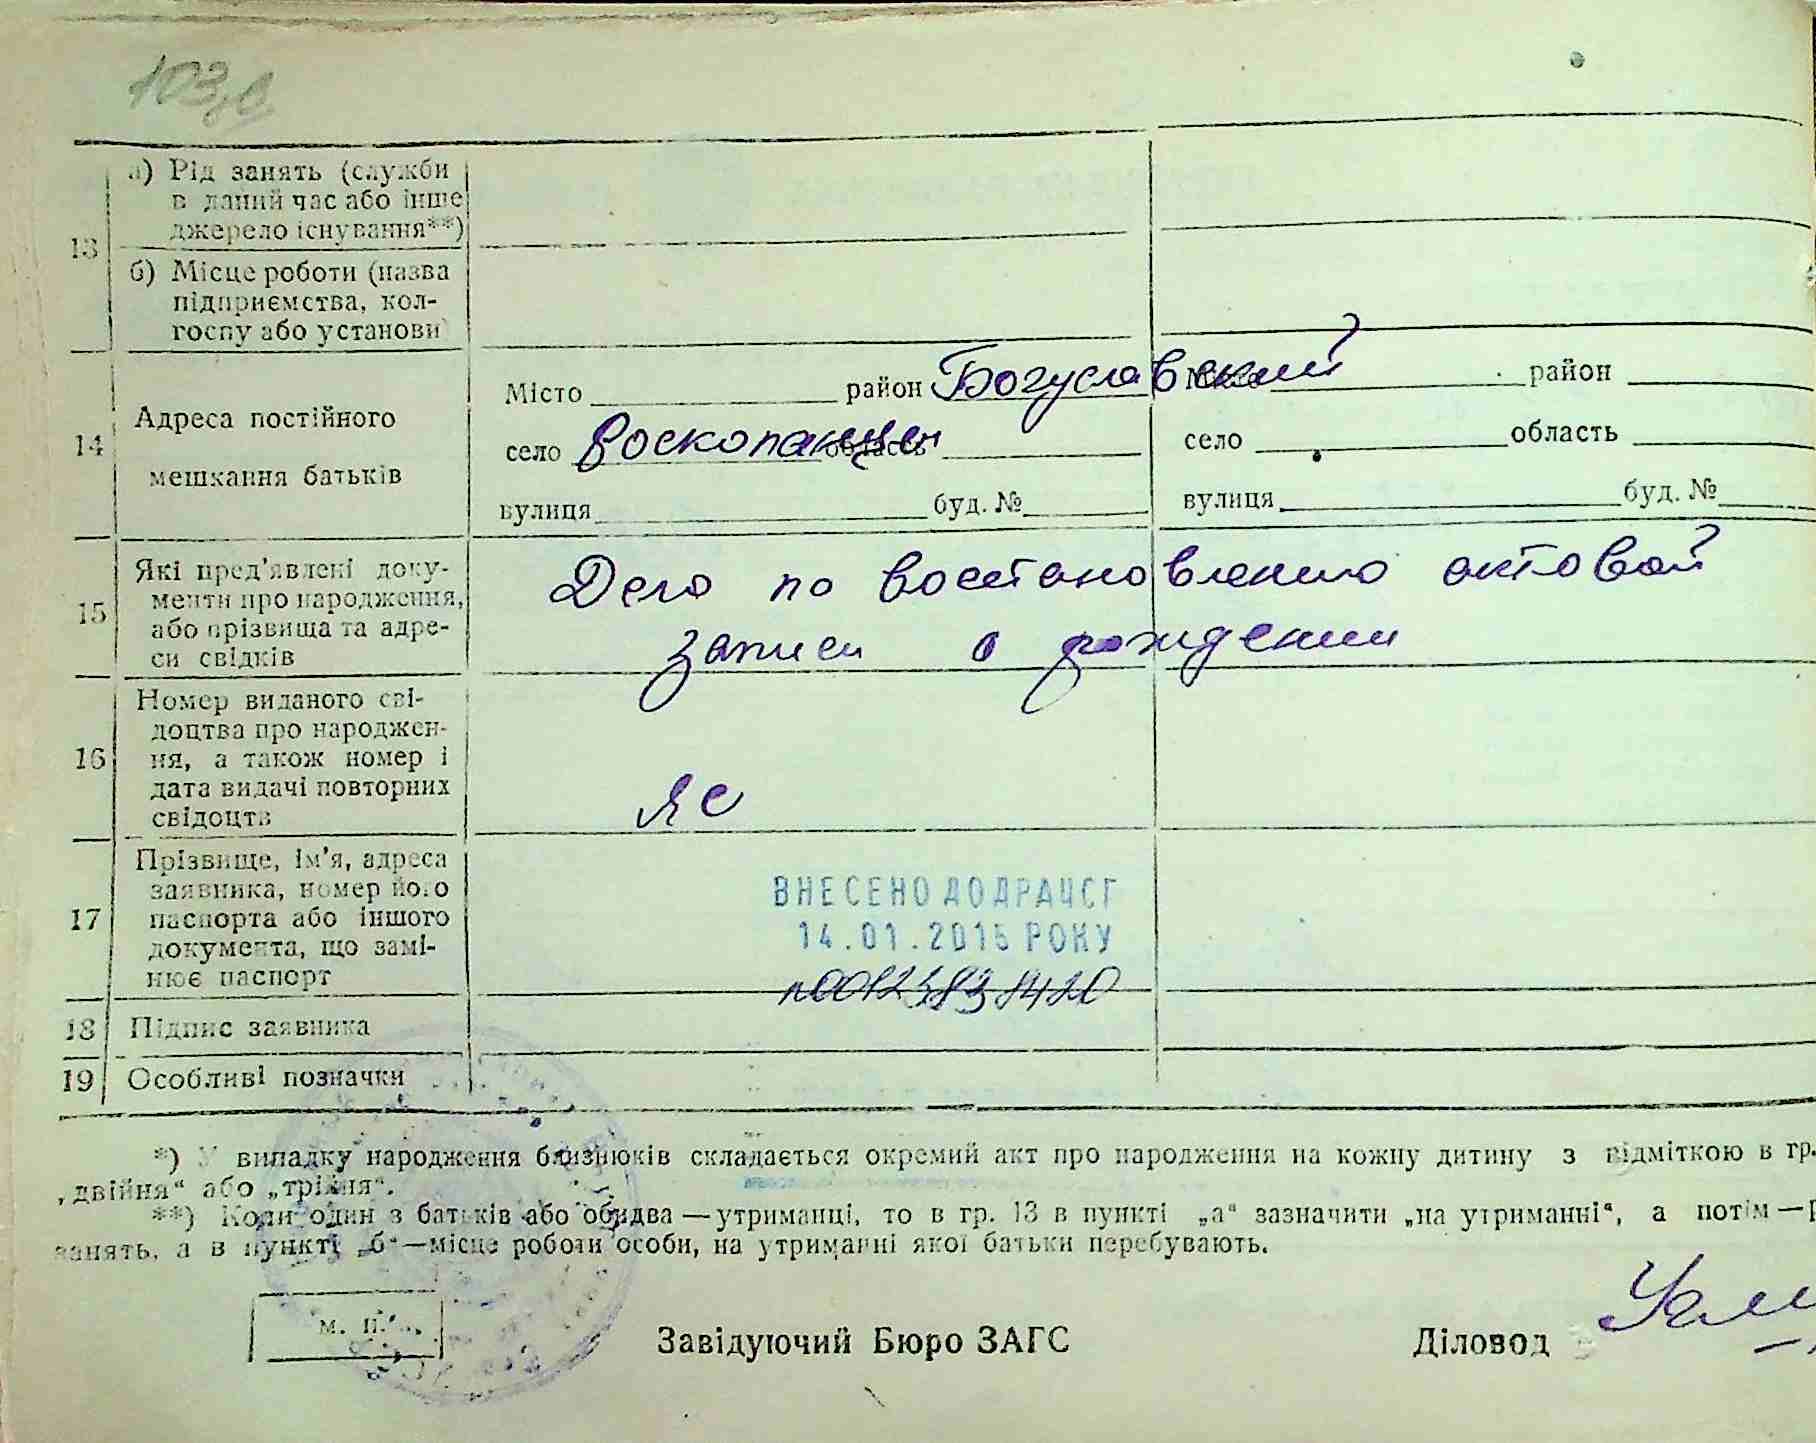 103,0
а) Рід занять (служби
в даний час або інше
джерело існування**)
13
б) Місце роботи (назва
підприємства, кол-
госпу або установи)
14
Адреса постійного
мешкання батьків
Місто район Богуславский Місто район
село Роскопанцы область село область
вулиця буд. № вулиця буд. №
15
Які пред'явлені доку-
менти про народження,
або прізвища та адре-
си свідків
Дело по восстановлению актовой
записи о рождении
16
Номер виданого сві-
доцтва про народжен-
ня, а також номер і
дата видачі повторних
свідоцтв
ЯС
17
Прізвище, ім'я, адреса
заявника, номер його
паспорта або іншого
документа, що замі-
нює паспорт
ВНЕСЕНО ДО ДРАЦСГ
14.01.2015 РОКУ
18 Підпис заявника
19 Особливі позначки
*) У випадку народження близнюків складається окремий акт про народження на кожну дитину з відміткою в гр.
„двійня“ або „трійня“.
**) Коли один з батьків або обидва — утриманці, то в гр. 13 в пункті „а“ зазначити „на утриманні“, а потім —
занять, а в пункті „б“ — місце роботи особи, на утриманні якої батьки перебувають.
м. п.
Завідуючий Бюро ЗАГС Діловод